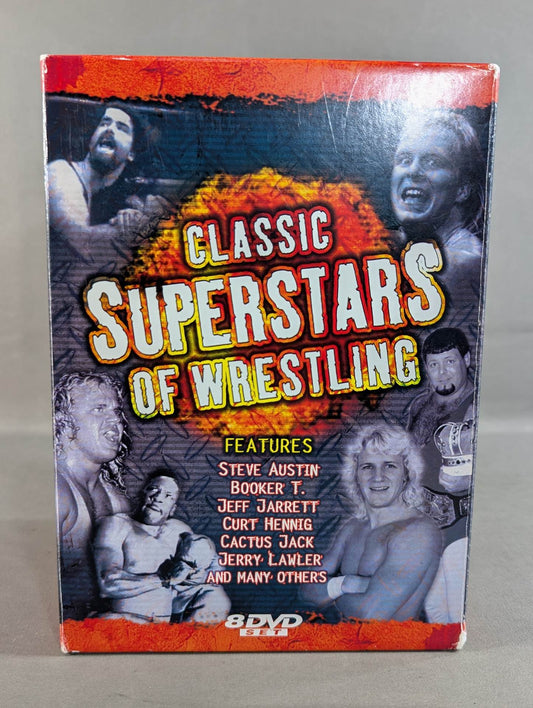 CLASSIC
SUPERSTARS
OF WRESTLING
FEATURES
STEVE AUSTIN
BOOKER T.
JEFF JARRETT
CURT HENNIG
CACTUS JACK
JERRY LAWLER
AND MANY OTHERS
8 DVD
SET